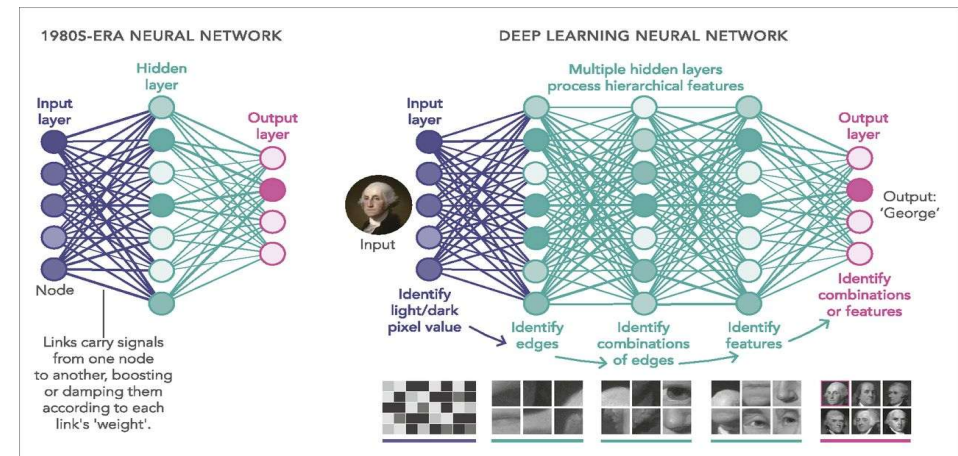 1980S-ERA NEURAL NETWORK
Hidden
layer
Input
layer
Output
layer
Node
Links carry signals
from one node
to another, boosting
or damping them
according to each
link's 'weight'.
DEEP LEARNING NEURAL NETWORK
Multiple hidden layers
process hierarchical features
Input
layer
Output
layer
Input
Output:
'George'
Identify
light/dark
pixel value
Identify
edges
Identify
combinations
of edges
Identify
features
Identify
combinations
or features